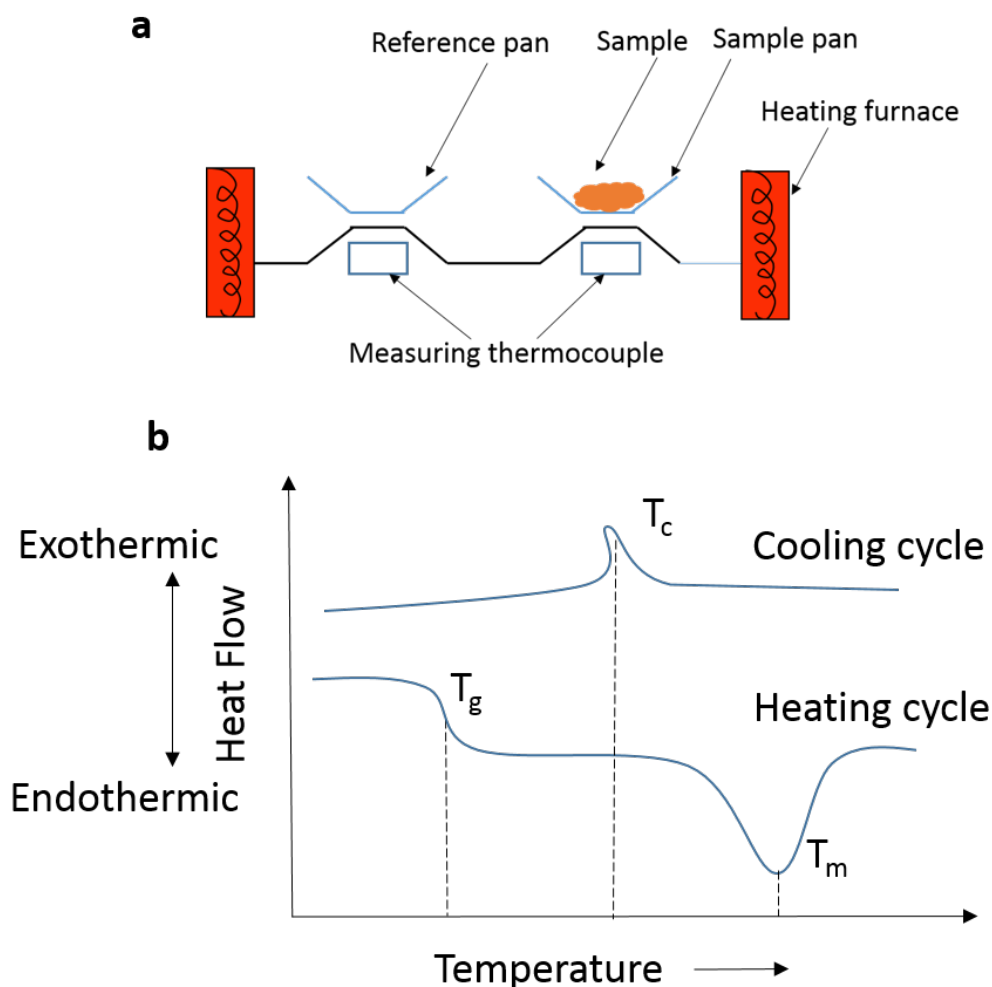 a
Reference pan
Sample
Sample pan
Heating furnace
Measuring thermocouple
b
Exothermic
Endothermic
Heat Flow
Tc
Cooling cycle
Tg
Heating cycle
Tm
Temperature